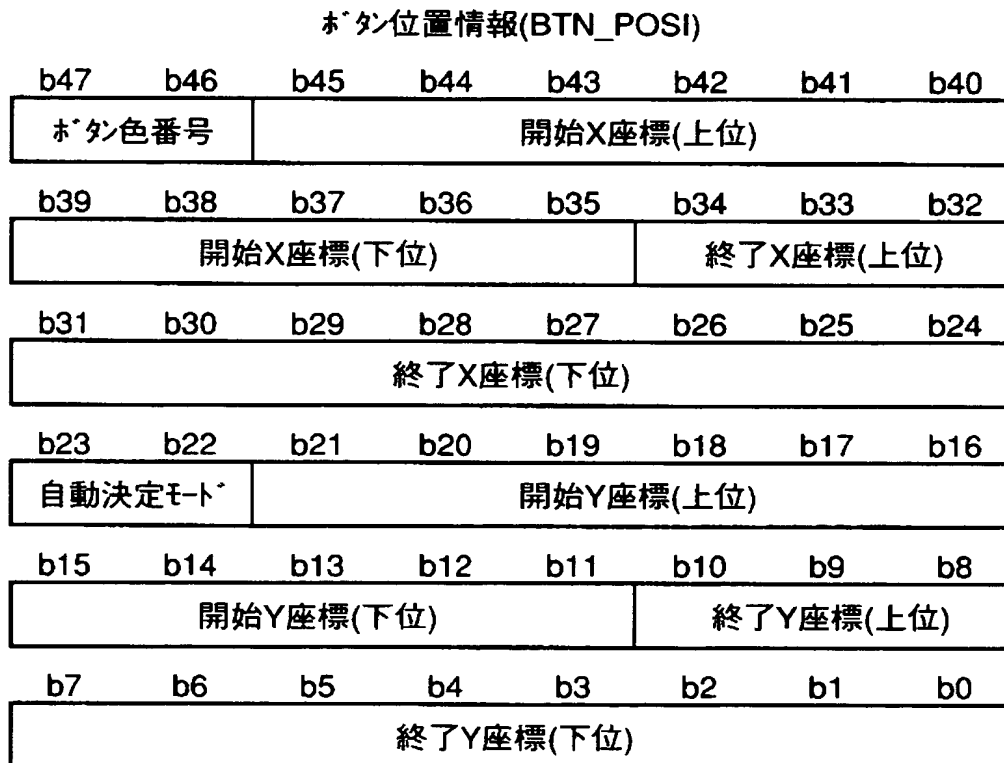 ﾎﾞﾀﾝ位置情報(BTN_POSI)
b47 b46 b45 b44 b43 b42 b41 b40
ﾎﾞﾀﾝ色番号 開始X座標(上位)
b39 b38 b37 b36 b35 b34 b33 b32
開始X座標(下位) 終了X座標(上位)
b31 b30 b29 b28 b27 b26 b25 b24
終了X座標(下位)
b23 b22 b21 b20 b19 b18 b17 b16
自動決定ﾓｰﾄﾞ 開始Y座標(上位)
b15 b14 b13 b12 b11 b10 b9 b8
開始Y座標(下位) 終了Y座標(上位)
b7 b6 b5 b4 b3 b2 b1 b0
終了Y座標(下位)